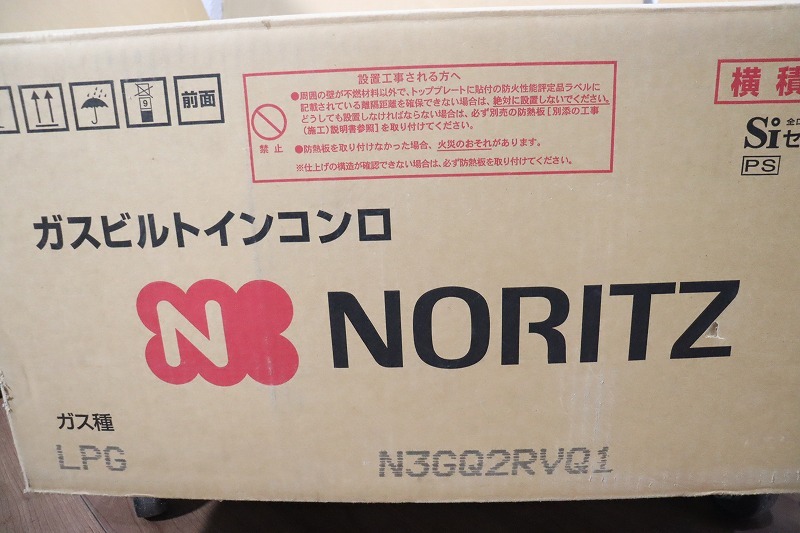 9
前面
禁止
設置工事される方へ
●周囲の壁が不燃材料以外で、トッププレートに貼付の防火性能評定品ラベルに
記載されている離隔距離を確保できない場合は、絶対に設置しないでください。
どうしても設置しなければならない場合は、必ず別売の防熱板[別添の工事
(施工)説明書参照]を取り付けてください。
●防熱板を取り付けなかった場合、火災のおそれがあります。
※仕上げの構造が確認できない場合は、必ず防熱板を取り付けてください。
横積
全口
Siセ
PS
ガスビルトインコンロ
N NORITZ
ガス種
LPG
N3GQ2RVQ1